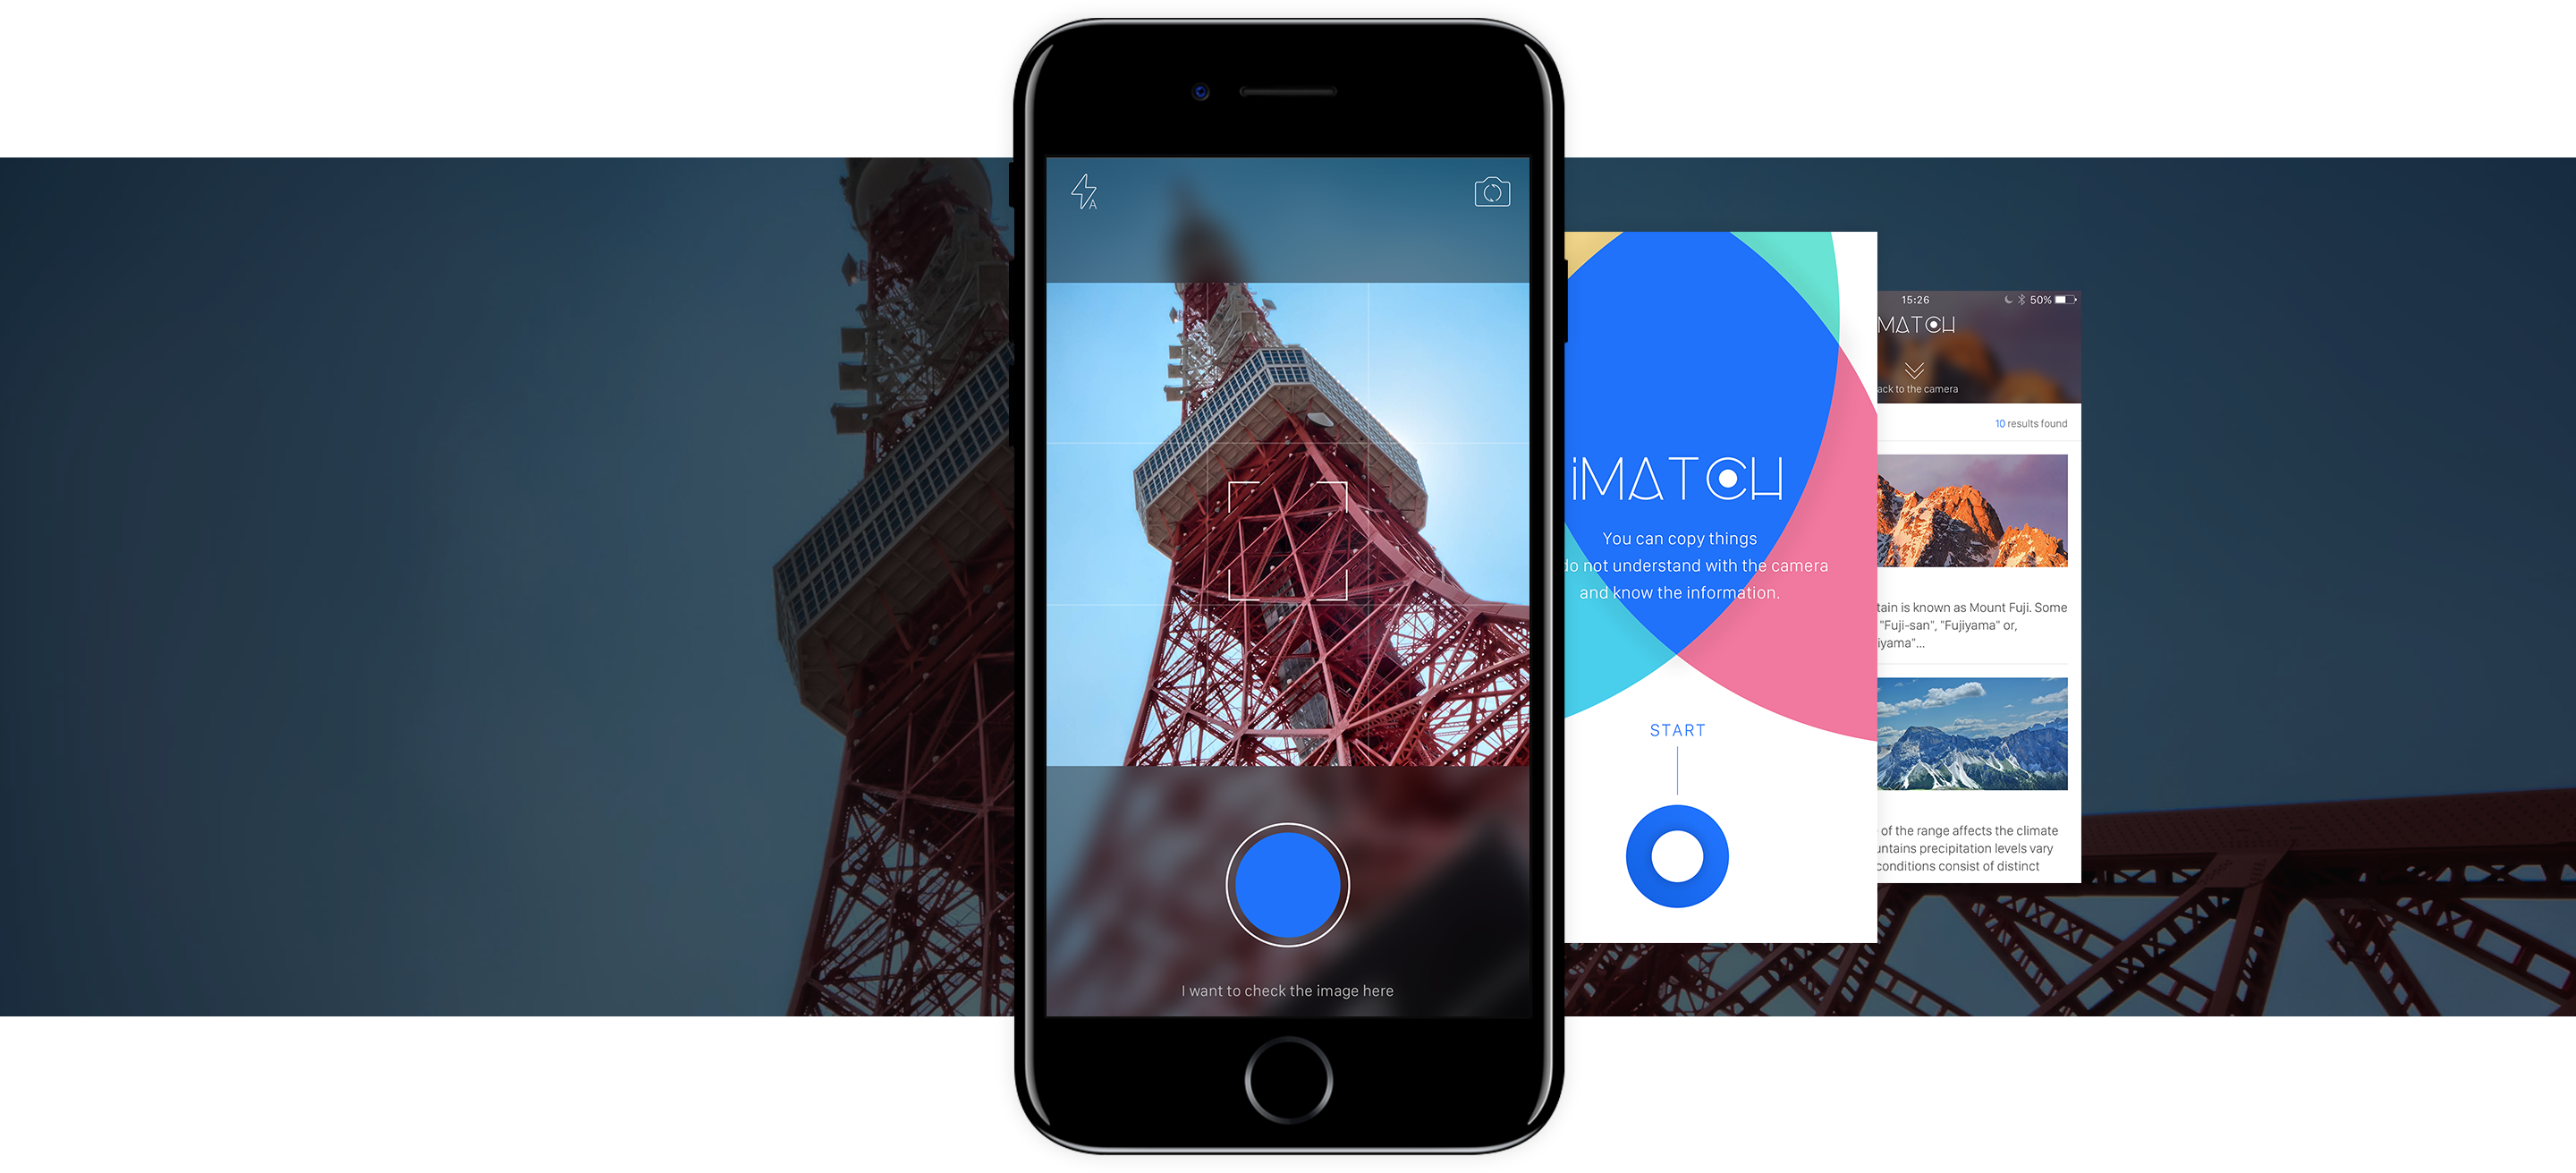 A
I want to check the image here
iMATCH
You can copy things
do not understand with the camera
and know the information.
START
15:26
50%
MATCH
ack to the camera
10 results found
tain is known as Mount Fuji. Some
"Fuji-san", "Fujiyama" or,
iyama"...
of the range affects the climate
untains precipitation levels vary
conditions consist of distinct